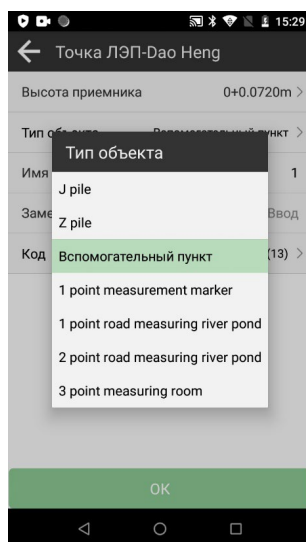 15:29
Точка ЛЭП-Dao Heng
Высота приемника 0+0.0720m
Тип объекта Вспомогательный пункт
Тип объекта
Имя 1
J pile
Заме Ввод
Z pile
Код (13)
Вспомогательный пункт
1 point measurement marker
1 point road measuring river pond
2 point road measuring river pond
3 point measuring room
OK